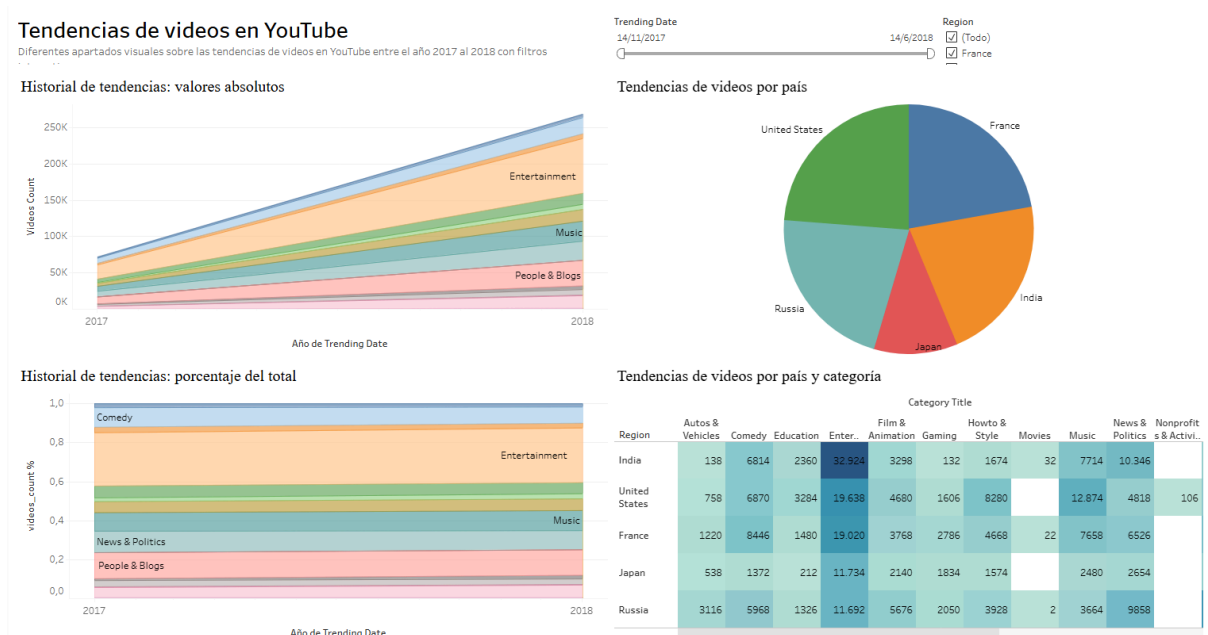 Tendencias de videos en YouTube
Diferentes apartados visuales sobre las tendencias de videos en YouTube entre el año 2017 al 2018 con filtros
Trending Date
14/11/2017 14/6/2018
Region
(Todo)
France
Historial de tendencias: valores absolutos
250K
200K
150K
100K
50K
0K
Videos Count
Entertainment
Music
People & Blogs
2017 2018
Año de Trending Date
Tendencias de videos por país
United States
France
India
Japan
Russia
Historial de tendencias: porcentaje del total
1,0
0,8
0,6
0,4
0,2
0,0
videos_count %
Comedy
Entertainment
Music
News & Politics
People & Blogs
2017 2018
Año de Trending Date
Tendencias de videos por país y categoría
Category Title
Region Autos & Vehicles Comedy Education Enter.. Film & Animation Gaming Howto & Style Movies Music News & Politics Nonprofit s & Activi..
India 138 6814 2360 32.924 3298 132 1674 32 7714 10.346
United States 758 6870 3284 19.638 4680 1606 8280 12.874 4818 106
France 1220 8446 1480 19.020 3768 2786 4668 22 7658 6526
Japan 538 1372 212 11.734 2140 1834 1574 2480 2654
Russia 3116 5968 1326 11.692 5676 2050 3928 2 3664 9858